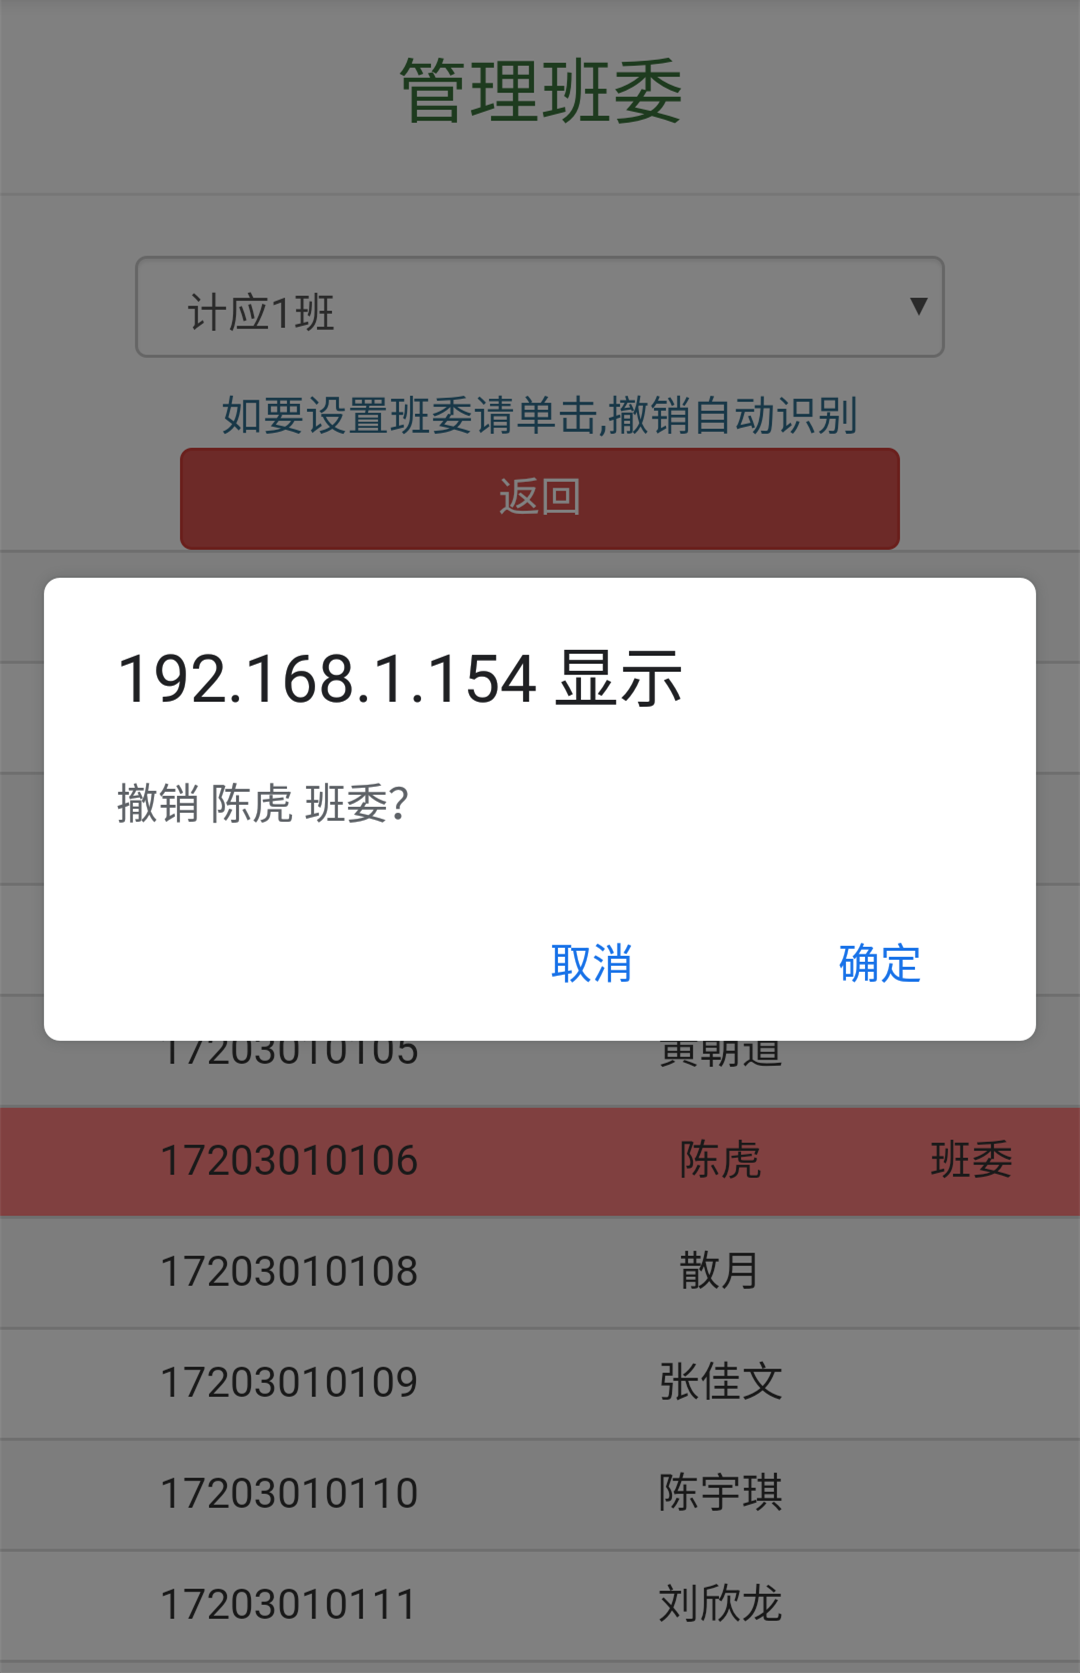 管理班委
计应1班
如要设置班委请单击,撤销自动识别
返回
192.168.1.154 显示
撤销 陈虎 班委?
取消 确定
17203010105 黄朝道
17203010106 陈虎 班委
17203010108 散月
17203010109 张佳文
17203010110 陈宇琪
17203010111 刘欣龙